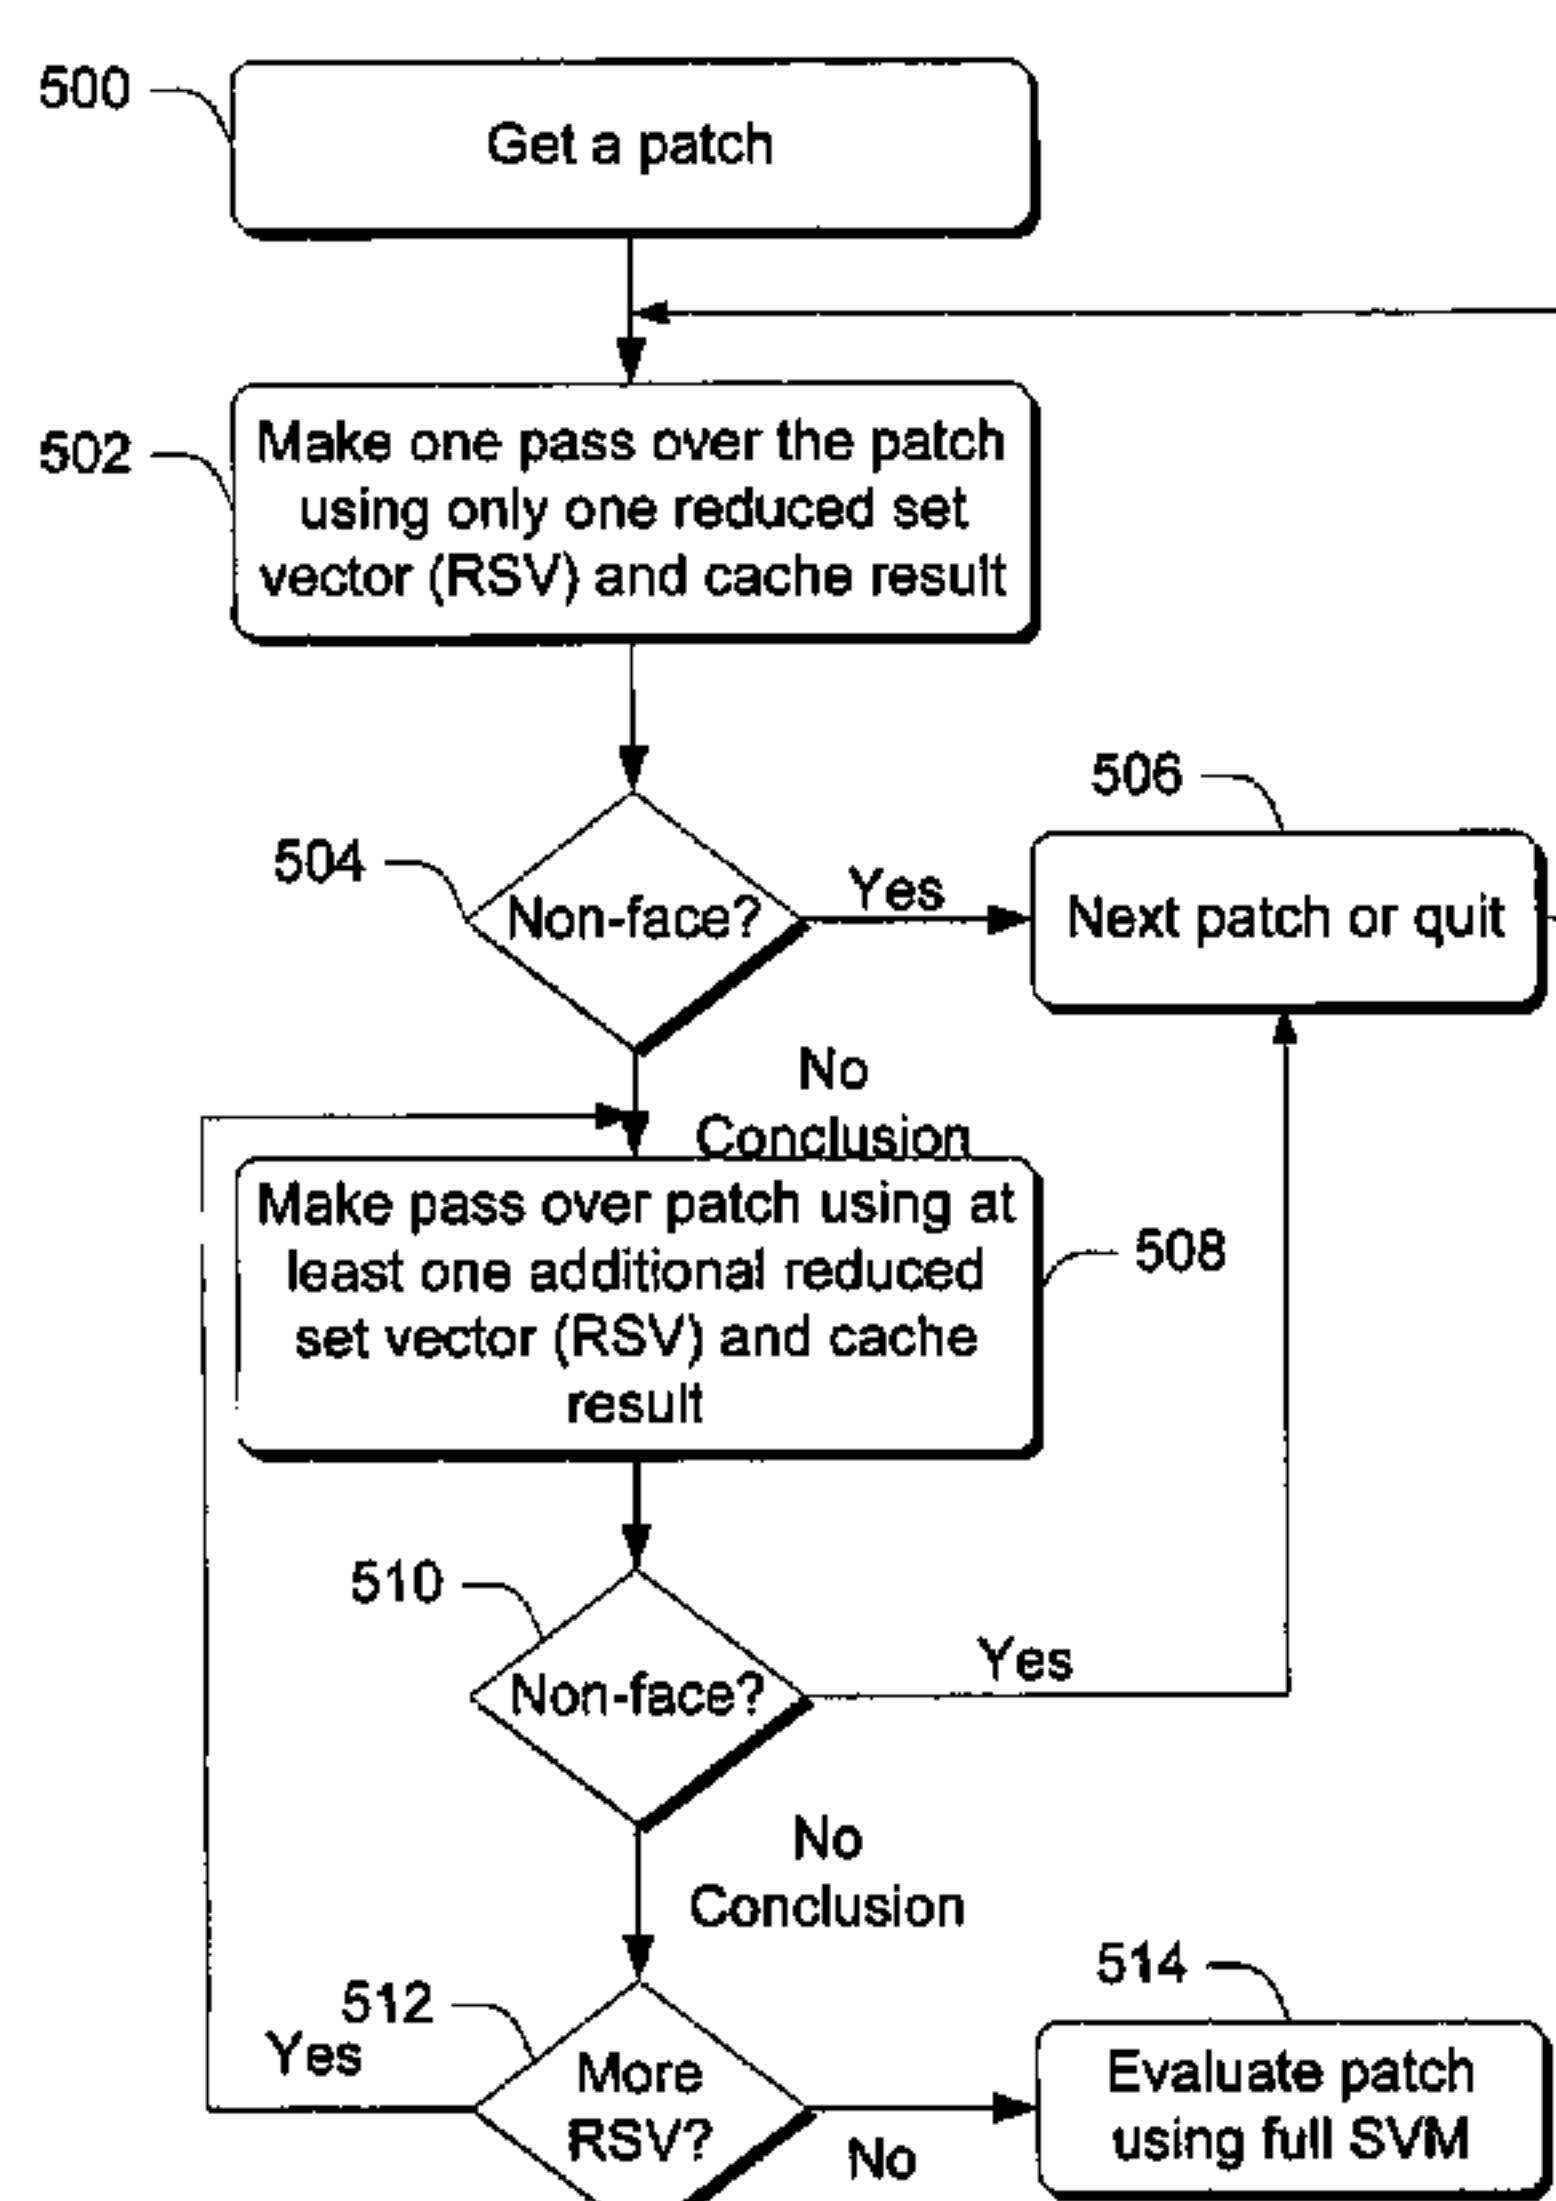 500
Get a patch
502
Make one pass over the patch
using only one reduced set
vector (RSV) and cache result
506
504
Non-face?
Yes
Next patch or quit
No
Conclusion
Make pass over patch using at
least one additional reduced
set vector (RSV) and cache
result
508
510
Non-face?
Yes
No
Conclusion
514
512
Yes
More
RSV?
No
Evaluate patch
using full SVM